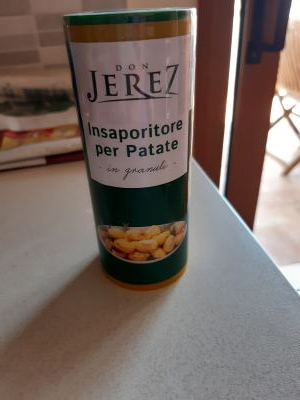 DON
JEREZ
Insaporitore
per Patate
- in granuli -